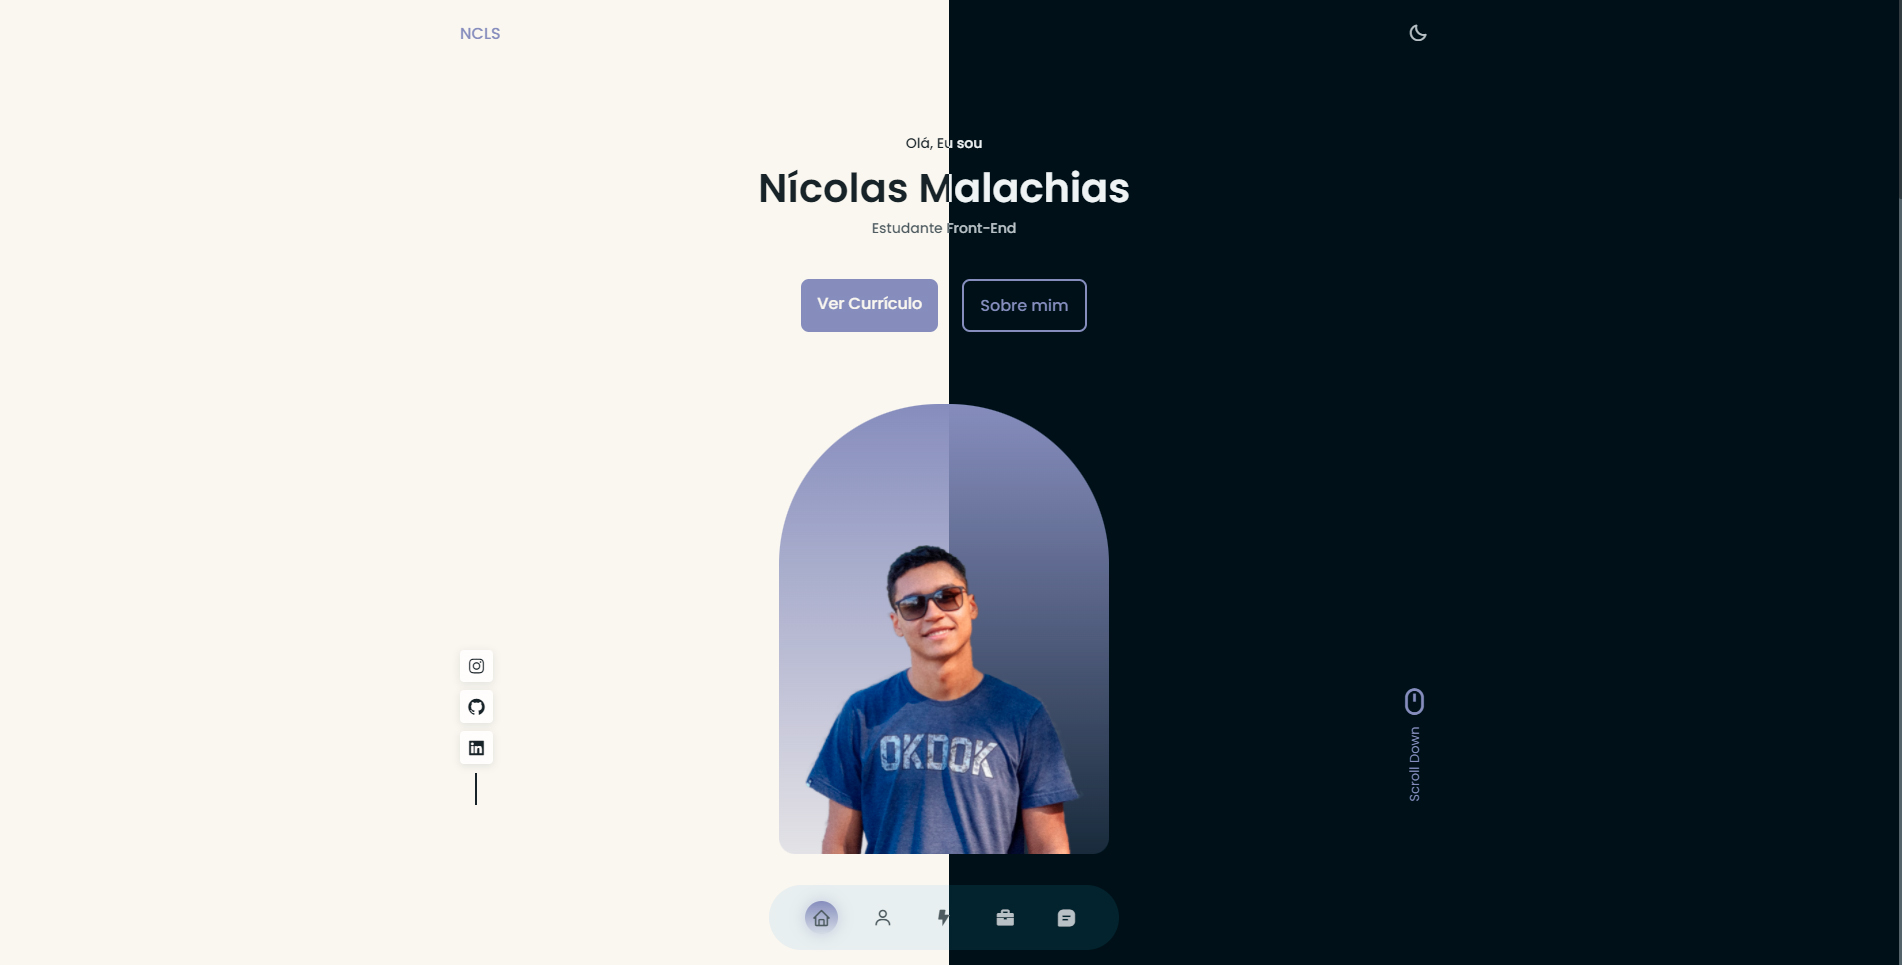 NCLS
Olá, Eu sou
Nícolas Malachias
Estudante Front-End
Ver Currículo
Sobre mim
OKDOK
Scroll Down